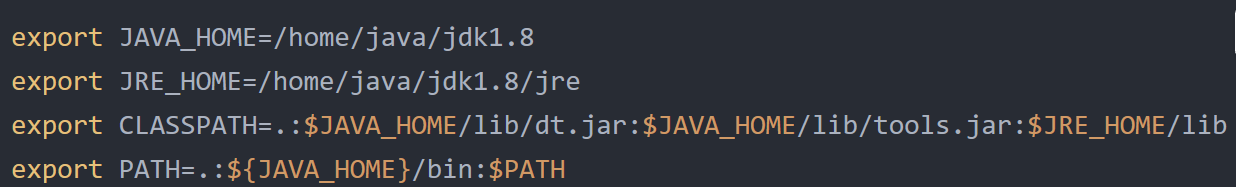 export JAVA_HOME=/home/java/jdk1.8
export JRE_HOME=/home/java/jdk1.8/jre
export CLASSPATH=.:$JAVA_HOME/lib/dt.jar:$JAVA_HOME/lib/tools.jar:$JRE_HOME/lib
export PATH=.:${JAVA_HOME}/bin:$PATH